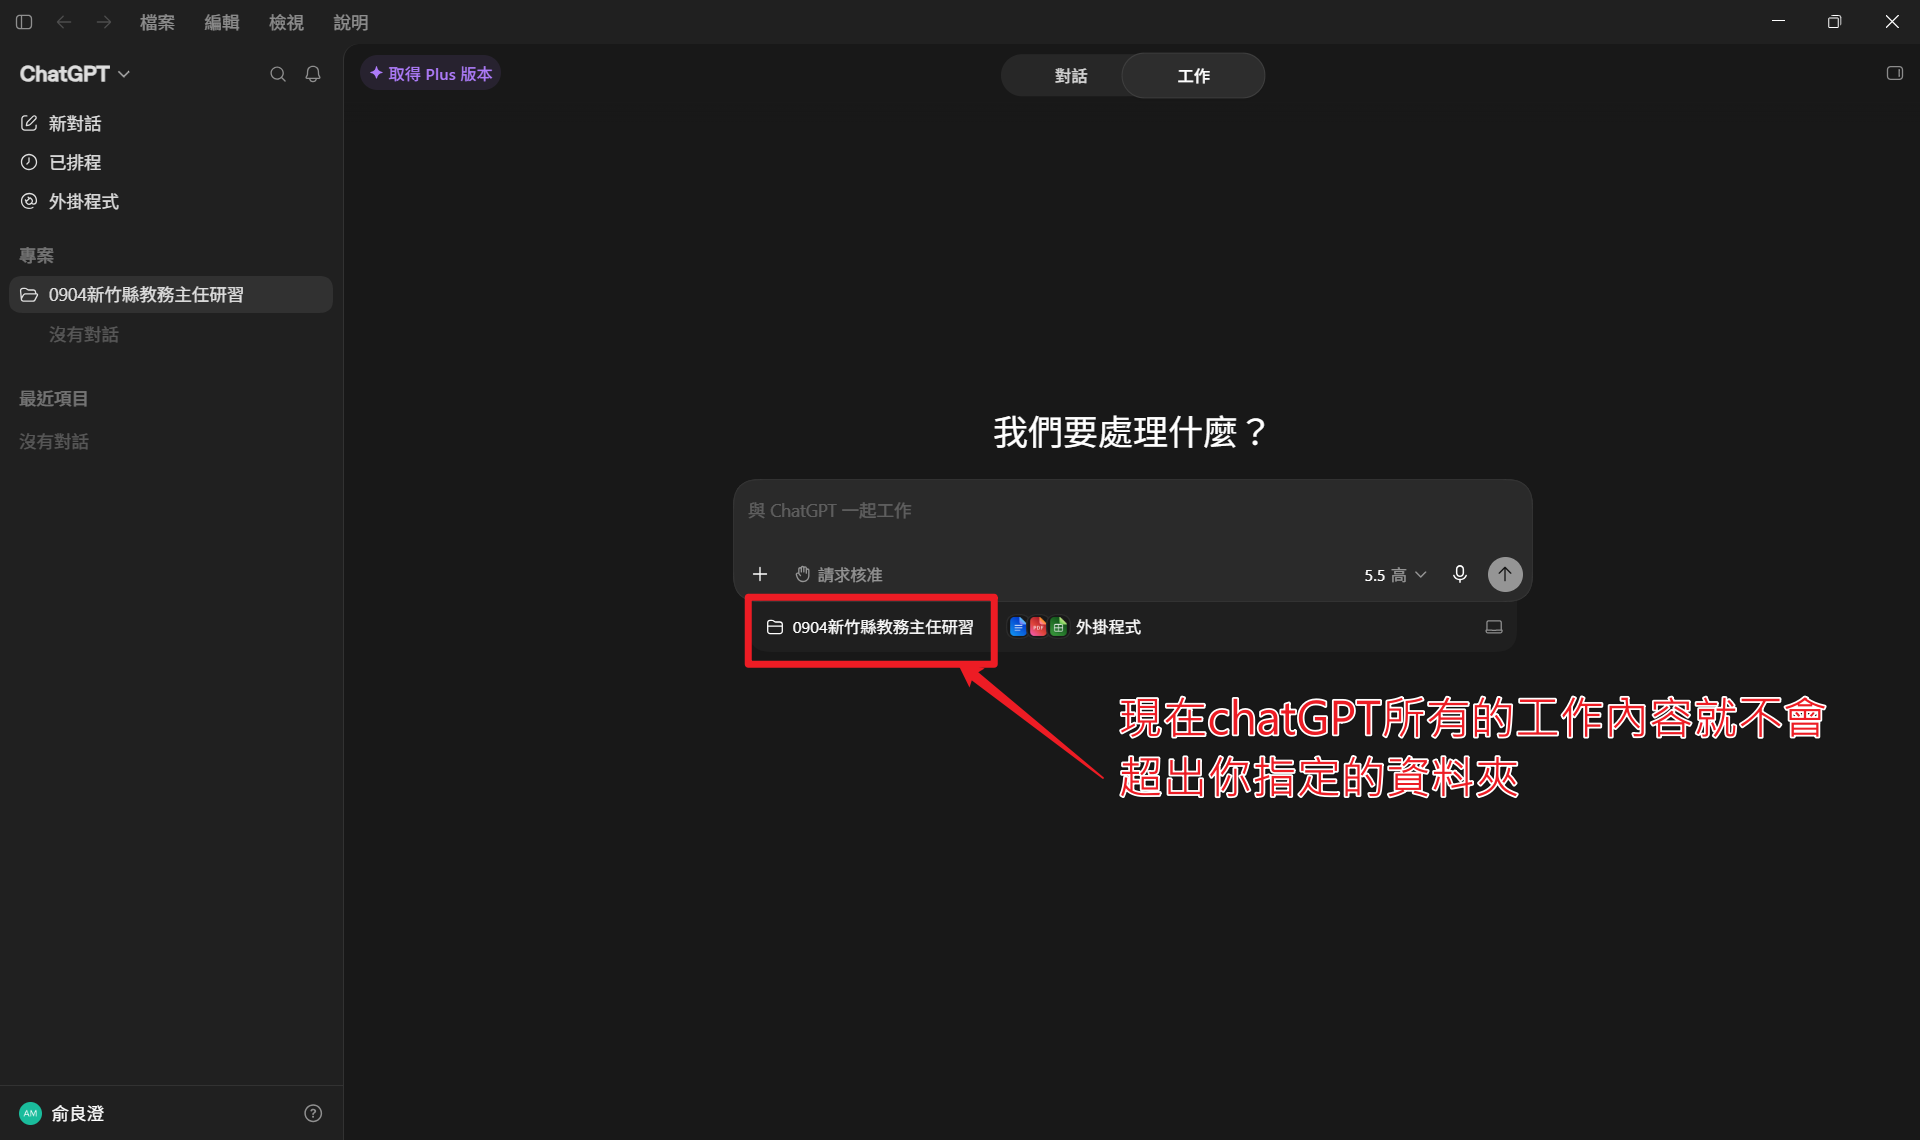 檔案 編輯 檢視 說明
ChatGPT
取得 Plus 版本
對話 工作
新對話
已排程
外掛程式
專案
0904新竹縣教務主任研習
沒有對話
最近項目
沒有對話
我們要處理什麼？
與 ChatGPT 一起工作
請求核准
5.5 高
0904新竹縣教務主任研習
PDF
外掛程式
現在chatGPT所有的工作內容就不會
超出你指定的資料夾
AM 俞良澄